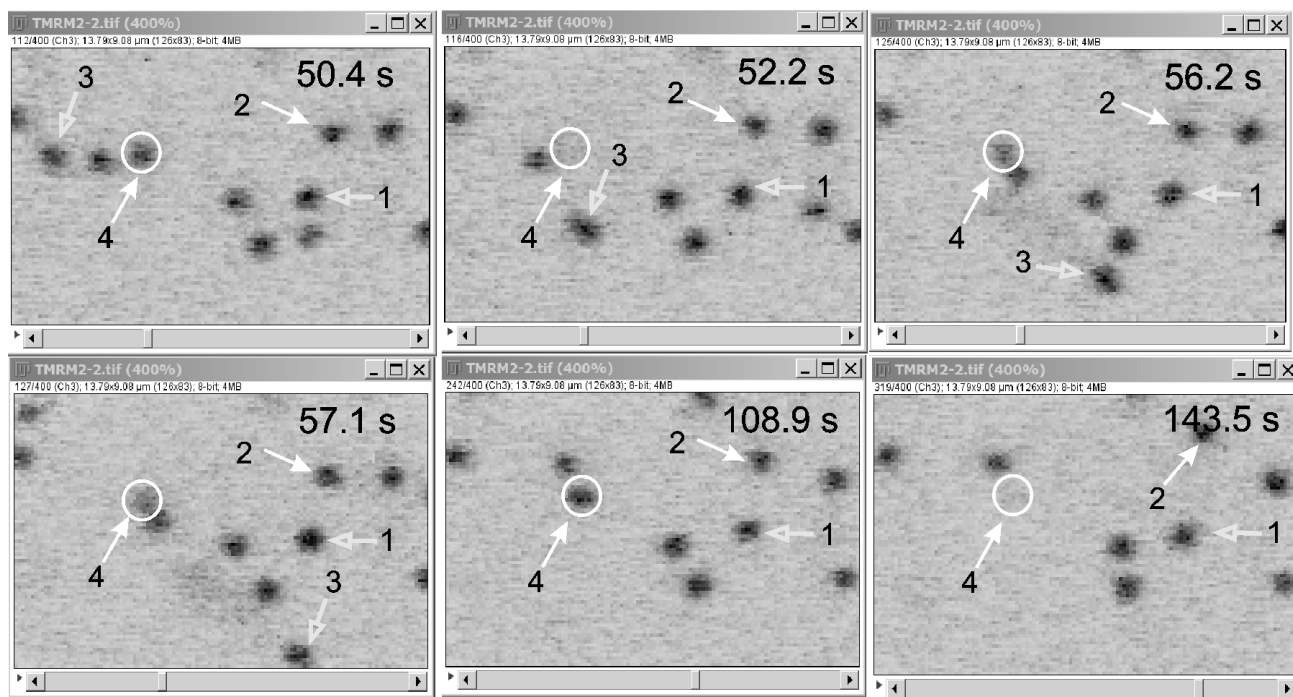 TMRM2-2.tif (400%)
112/400 (Ch3); 13.79x9.08 µm (126x83); 8-bit; 4MB
50.4 s
3
2
1
4
TMRM2-2.tif (400%)
116/400 (Ch3); 13.79x9.08 µm (126x83); 8-bit; 4MB
52.2 s
2
3
1
4
TMRM2-2.tif (400%)
125/400 (Ch3); 13.79x9.08 µm (126x83); 8-bit; 4MB
56.2 s
2
1
4
3
TMRM2-2.tif (400%)
127/400 (Ch3); 13.79x9.08 µm (126x83); 8-bit; 4MB
57.1 s
2
1
4
3
TMRM2-2.tif (400%)
242/400 (Ch3); 13.79x9.08 µm (126x83); 8-bit; 4MB
108.9 s
2
1
4
TMRM2-2.tif (400%)
319/400 (Ch3); 13.79x9.08 µm (126x83); 8-bit; 4MB
143.5 s
2
1
4